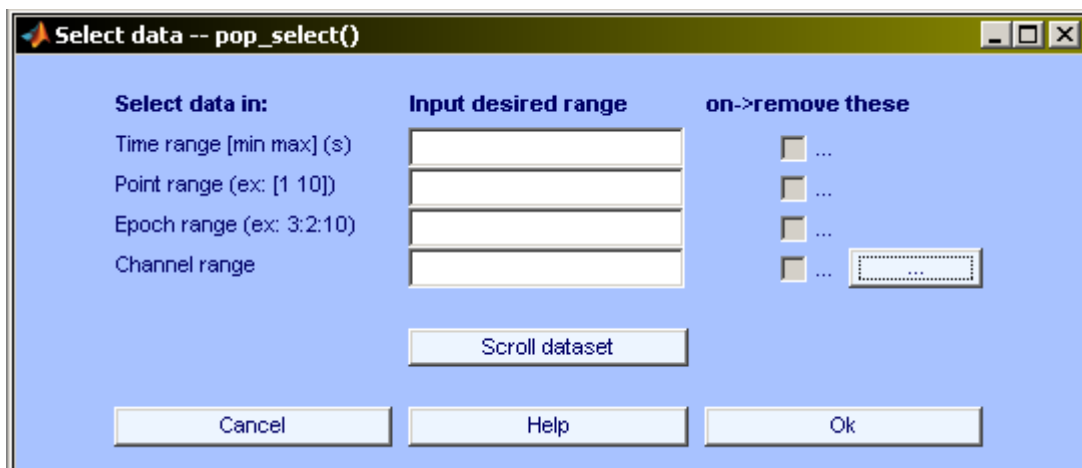 Select data -- pop_select()
Select data in: Input desired range on->remove these
Time range [min max] (s) ...
Point range (ex: [1 10]) ...
Epoch range (ex: 3:2:10) ...
Channel range ... ...
Scroll dataset
Cancel Help Ok